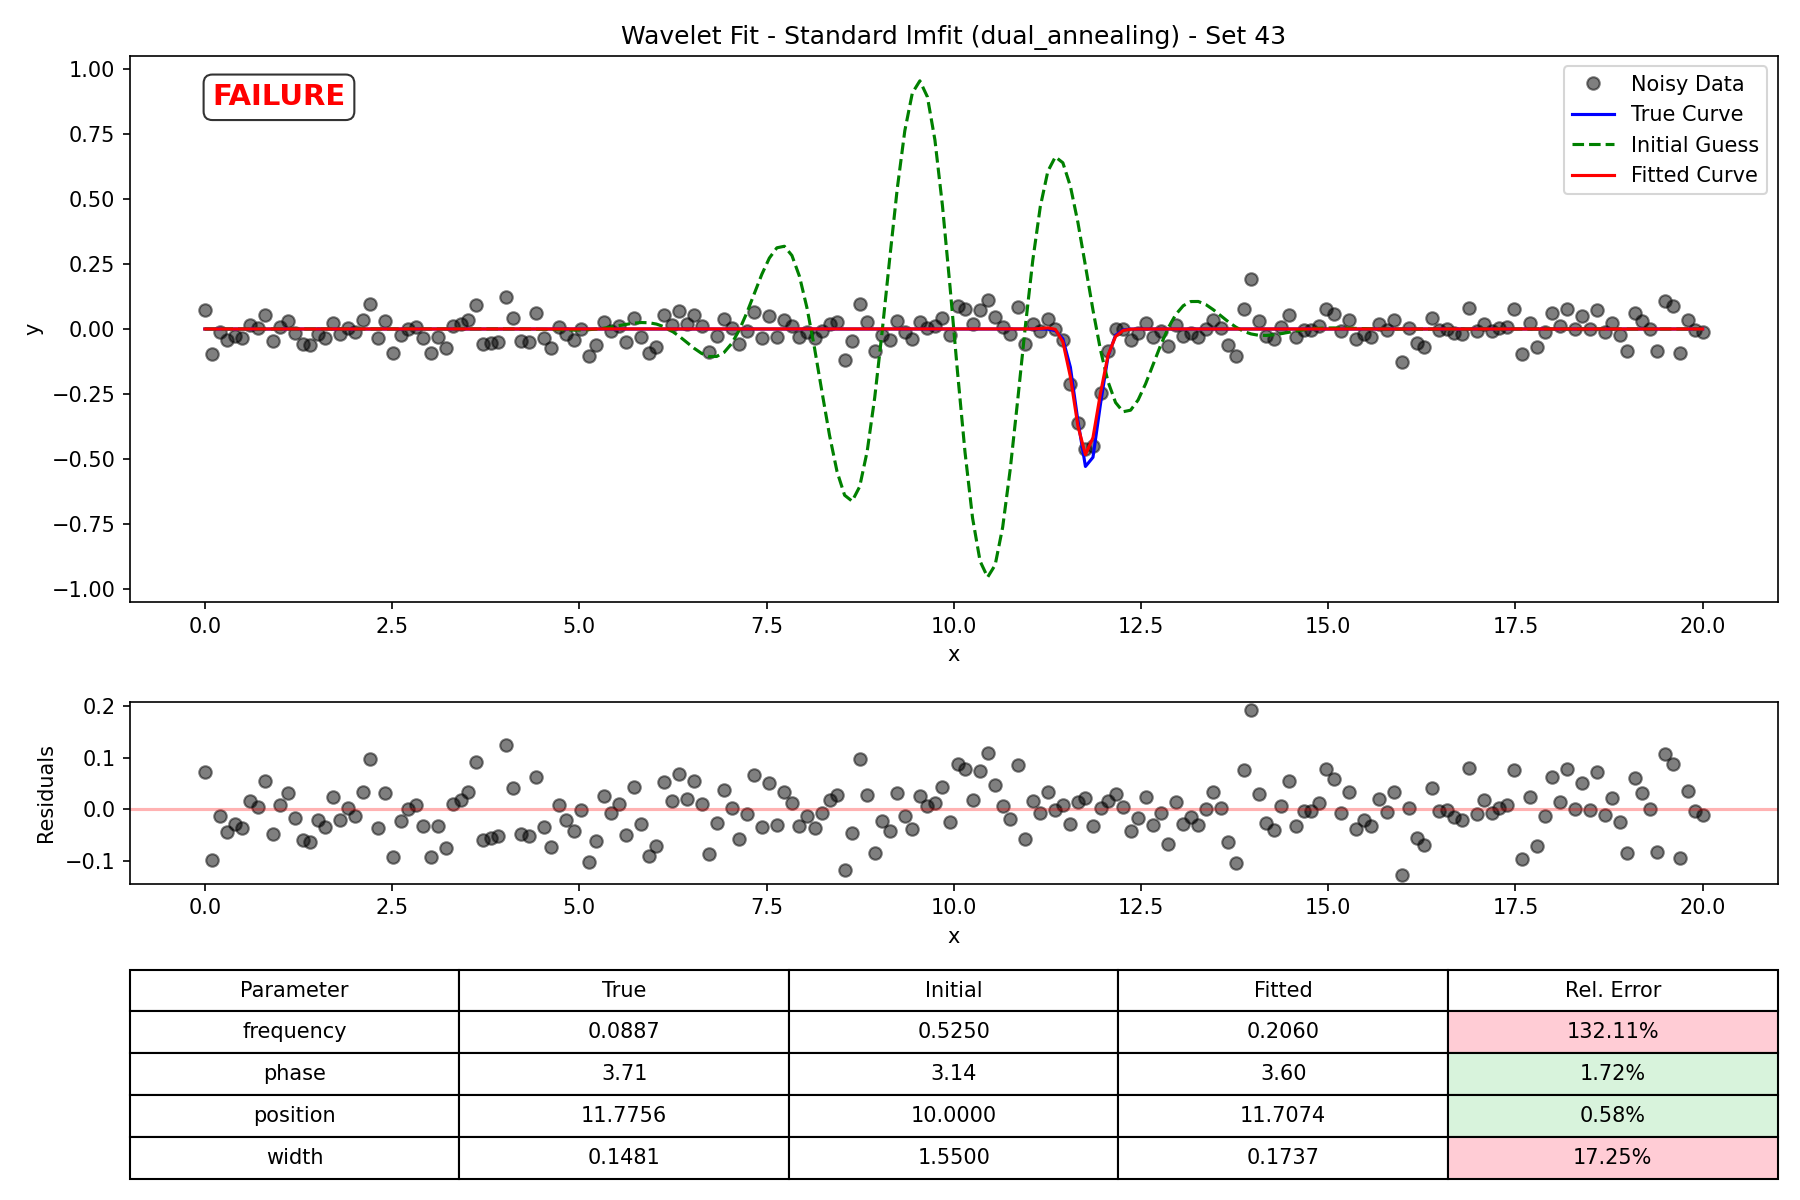 Wavelet Fit - Standard lmfit (dual_annealing) - Set 43
FAILURE
Noisy Data
True Curve
Initial Guess
Fitted Curve
1.00
0.75
0.50
0.25
0.00
−0.25
−0.50
−0.75
−1.00
y
0.0 2.5 5.0 7.5 10.0 12.5 15.0 17.5 20.0
x
0.2
0.1
0.0
−0.1
Residuals
0.0 2.5 5.0 7.5 10.0 12.5 15.0 17.5 20.0
x
Parameter True Initial Fitted Rel. Error
frequency 0.0887 0.5250 0.2060 132.11%
phase 3.71 3.14 3.60 1.72%
position 11.7756 10.0000 11.7074 0.58%
width 0.1481 1.5500 0.1737 17.25%